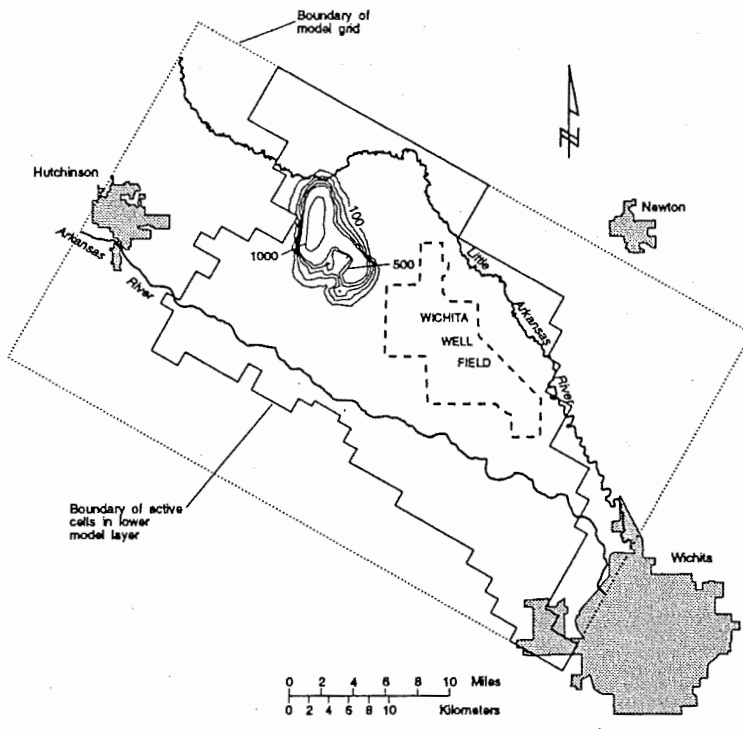 Boundary of
model grid
N
Hutchinson
Newton
Arkansas
River
100
1000
500
Little
Arkansas
River
WICHITA
WELL
FIELD
Boundary of active
cells in lower
model layer
Wichita
0 2 4 6 8 10 Miles
0 2 4 6 8 10 Kilometers